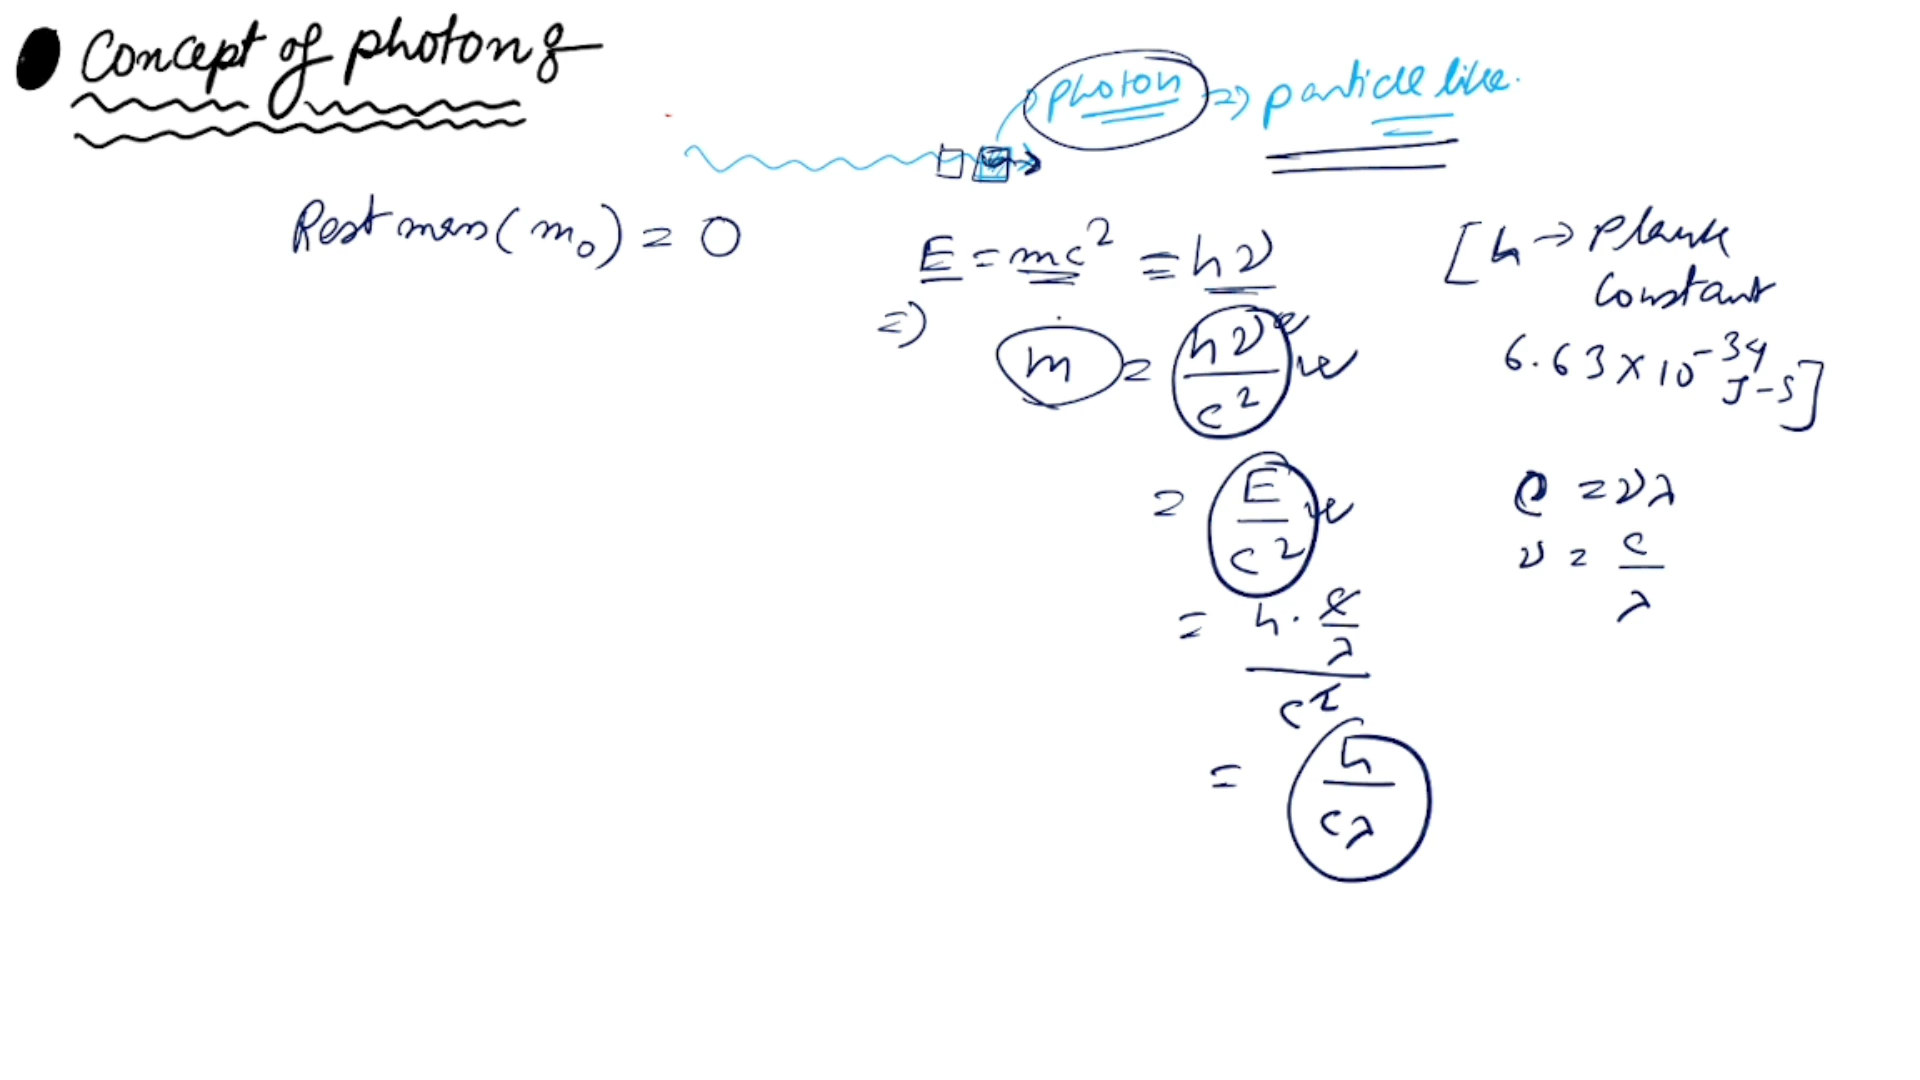 Concept of photon :-
photon => particle like.
Rest mass (m₀) = 0
E = mc² = hν
[h → Plank
Constant
6.63 × 10⁻³⁴
J-S]
=> m = hν/c²
= E/c²
c = νλ
ν = c/λ
= h · c/λ / c²
= h/cλ